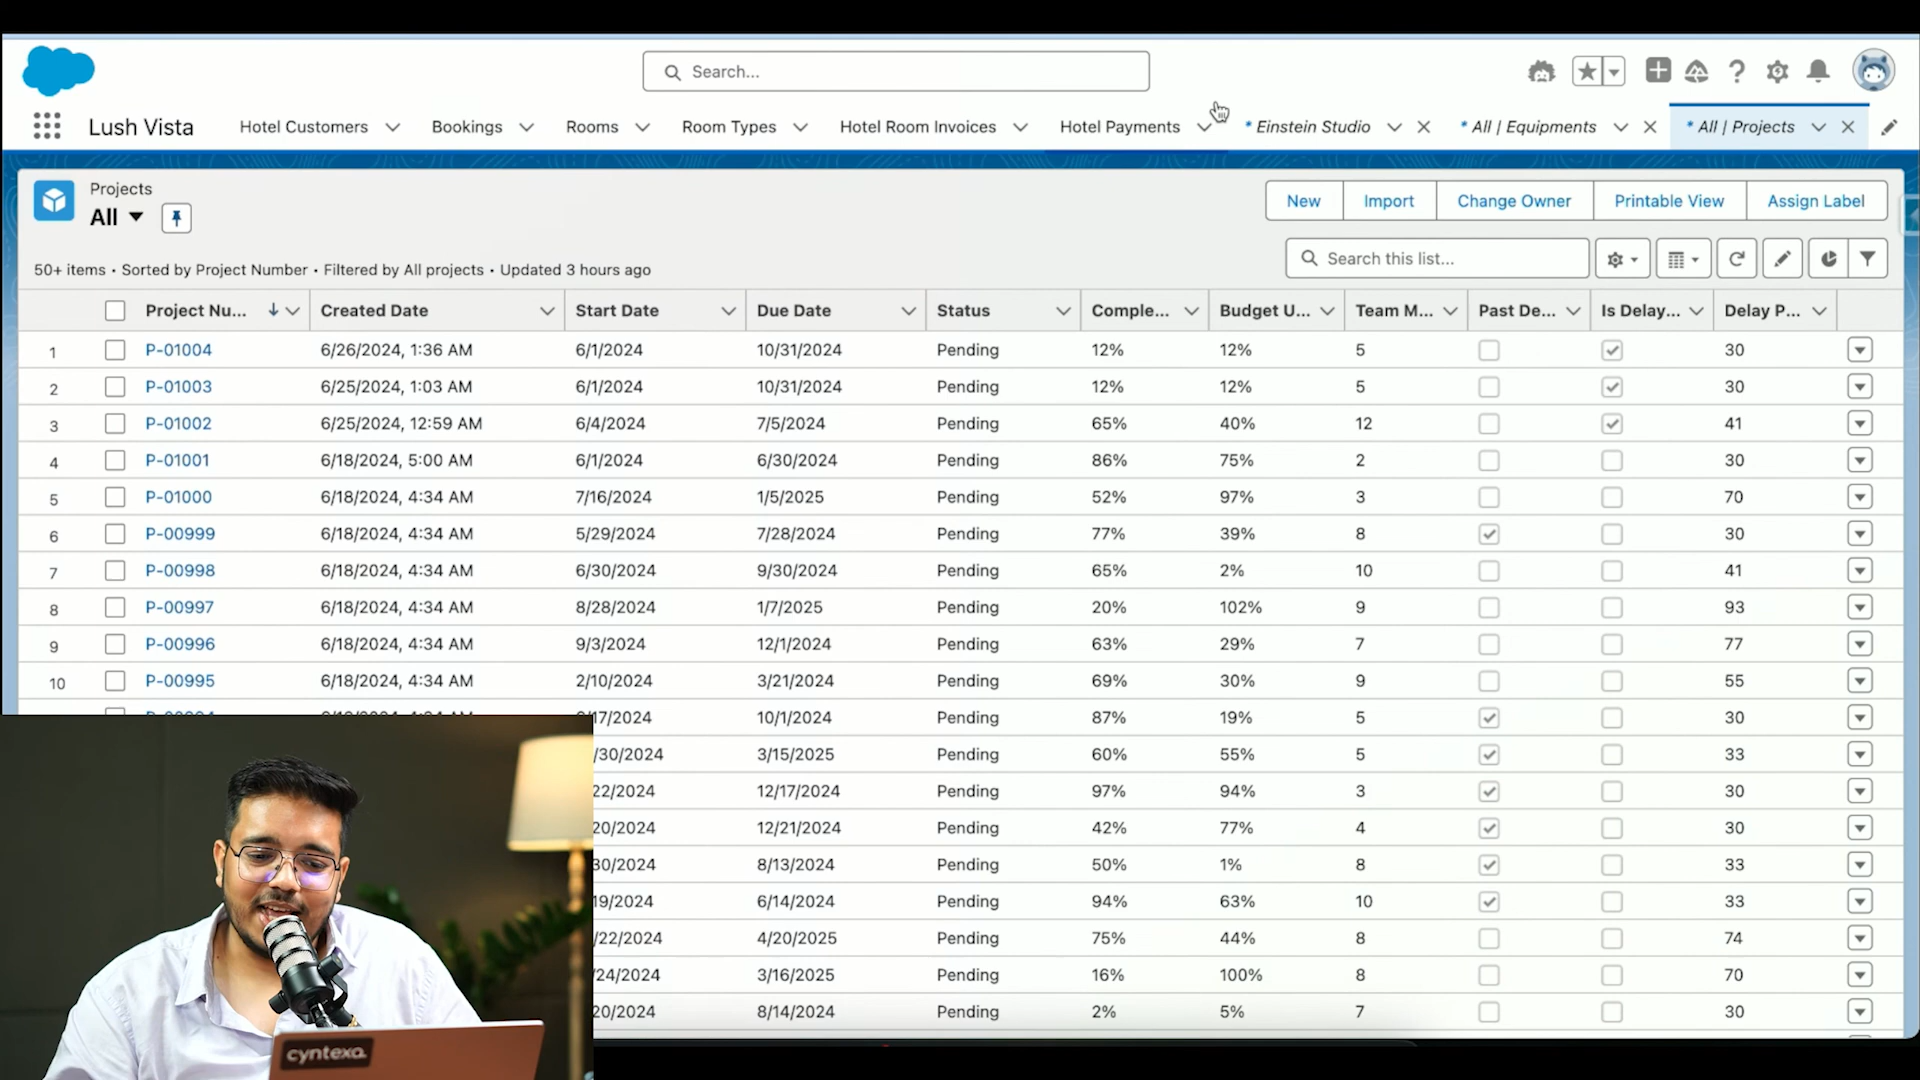 Search...
Lush Vista Hotel Customers Bookings Rooms Room Types Hotel Room Invoices Hotel Payments * Einstein Studio * All | Equipments * All | Projects
Projects
All
New Import Change Owner Printable View Assign Label
50+ items • Sorted by Project Number • Filtered by All projects • Updated 3 hours ago
Search this list...
Project Nu... Created Date Start Date Due Date Status Comple... Budget U... Team M... Past De... Is Delay... Delay P...
1 P-01004 6/26/2024, 1:36 AM 6/1/2024 10/31/2024 Pending 12% 12% 5 30
2 P-01003 6/25/2024, 1:03 AM 6/1/2024 10/31/2024 Pending 12% 12% 5 30
3 P-01002 6/25/2024, 12:59 AM 6/4/2024 7/5/2024 Pending 65% 40% 12 41
4 P-01001 6/18/2024, 5:00 AM 6/1/2024 6/30/2024 Pending 86% 75% 2 30
5 P-01000 6/18/2024, 4:34 AM 7/16/2024 1/5/2025 Pending 52% 97% 3 70
6 P-00999 6/18/2024, 4:34 AM 5/29/2024 7/28/2024 Pending 77% 39% 8 30
7 P-00998 6/18/2024, 4:34 AM 6/30/2024 9/30/2024 Pending 65% 2% 10 41
8 P-00997 6/18/2024, 4:34 AM 8/28/2024 1/7/2025 Pending 20% 102% 9 93
9 P-00996 6/18/2024, 4:34 AM 9/3/2024 12/1/2024 Pending 63% 29% 7 77
10 P-00995 6/18/2024, 4:34 AM 2/10/2024 3/21/2024 Pending 69% 30% 9 55
17/2024 10/1/2024 Pending 87% 19% 5 30
/30/2024 3/15/2025 Pending 60% 55% 5 33
22/2024 12/17/2024 Pending 97% 94% 3 30
20/2024 12/21/2024 Pending 42% 77% 4 30
30/2024 8/13/2024 Pending 50% 1% 8 33
19/2024 6/14/2024 Pending 94% 63% 10 33
/22/2024 4/20/2025 Pending 75% 44% 8 74
/24/2024 3/16/2025 Pending 16% 100% 8 70
20/2024 8/14/2024 Pending 2% 5% 7 30
cyntexa.